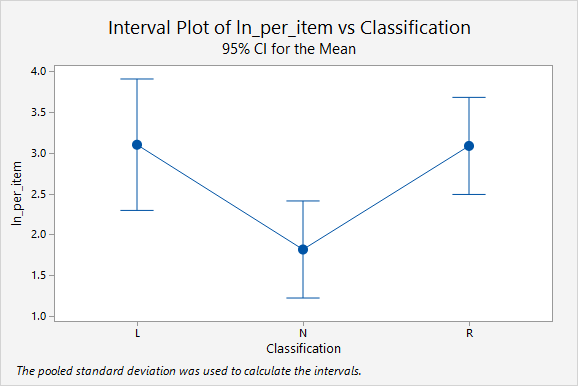 Interval Plot of ln_per_item vs Classification
95% CI for the Mean
ln_per_item
4.0
3.5
3.0
2.5
2.0
1.5
1.0
L N R
Classification
The pooled standard deviation was used to calculate the intervals.